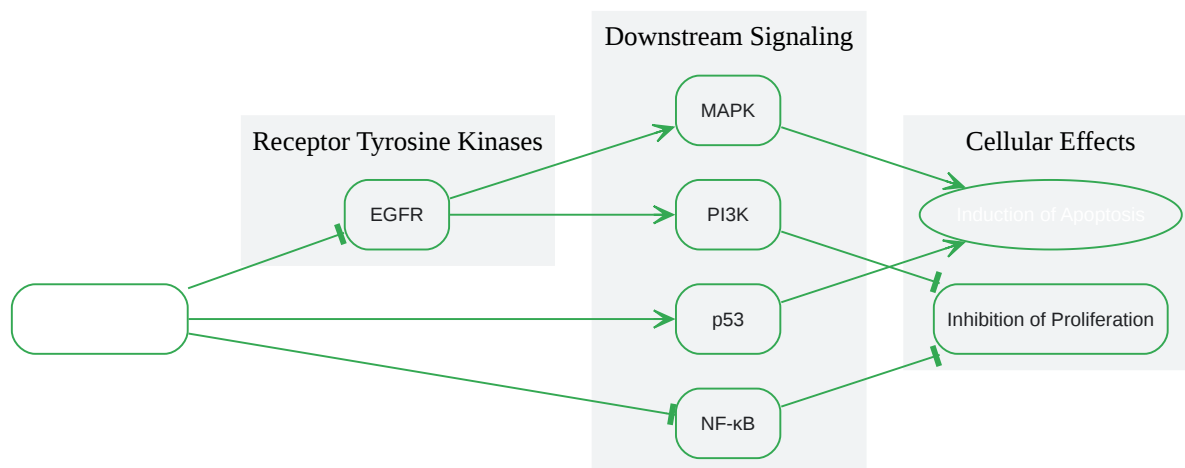 Downstream Signaling
MAPK
Receptor Tyrosine Kinases
Cellular Effects
EGFR
PI3K
Induction of Apoptosis
p53
Inhibition of Proliferation
NF-κB